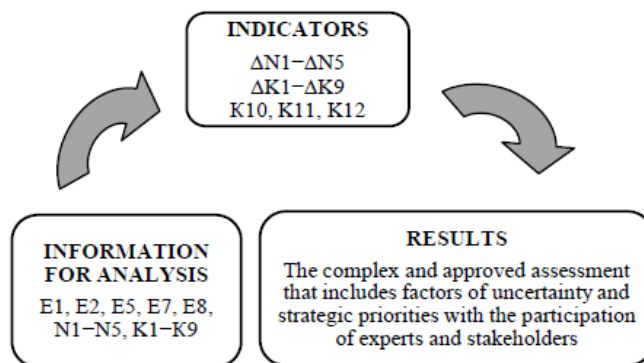 INDICATORS
ΔN1−ΔN5
ΔK1−ΔK9
K10, K11, K12
INFORMATION
FOR ANALYSIS
E1, E2, E5, E7, E8,
N1−N5, K1−K9
RESULTS
The complex and approved assessment
that includes factors of uncertainty and
strategic priorities with the participation
of experts and stakeholders